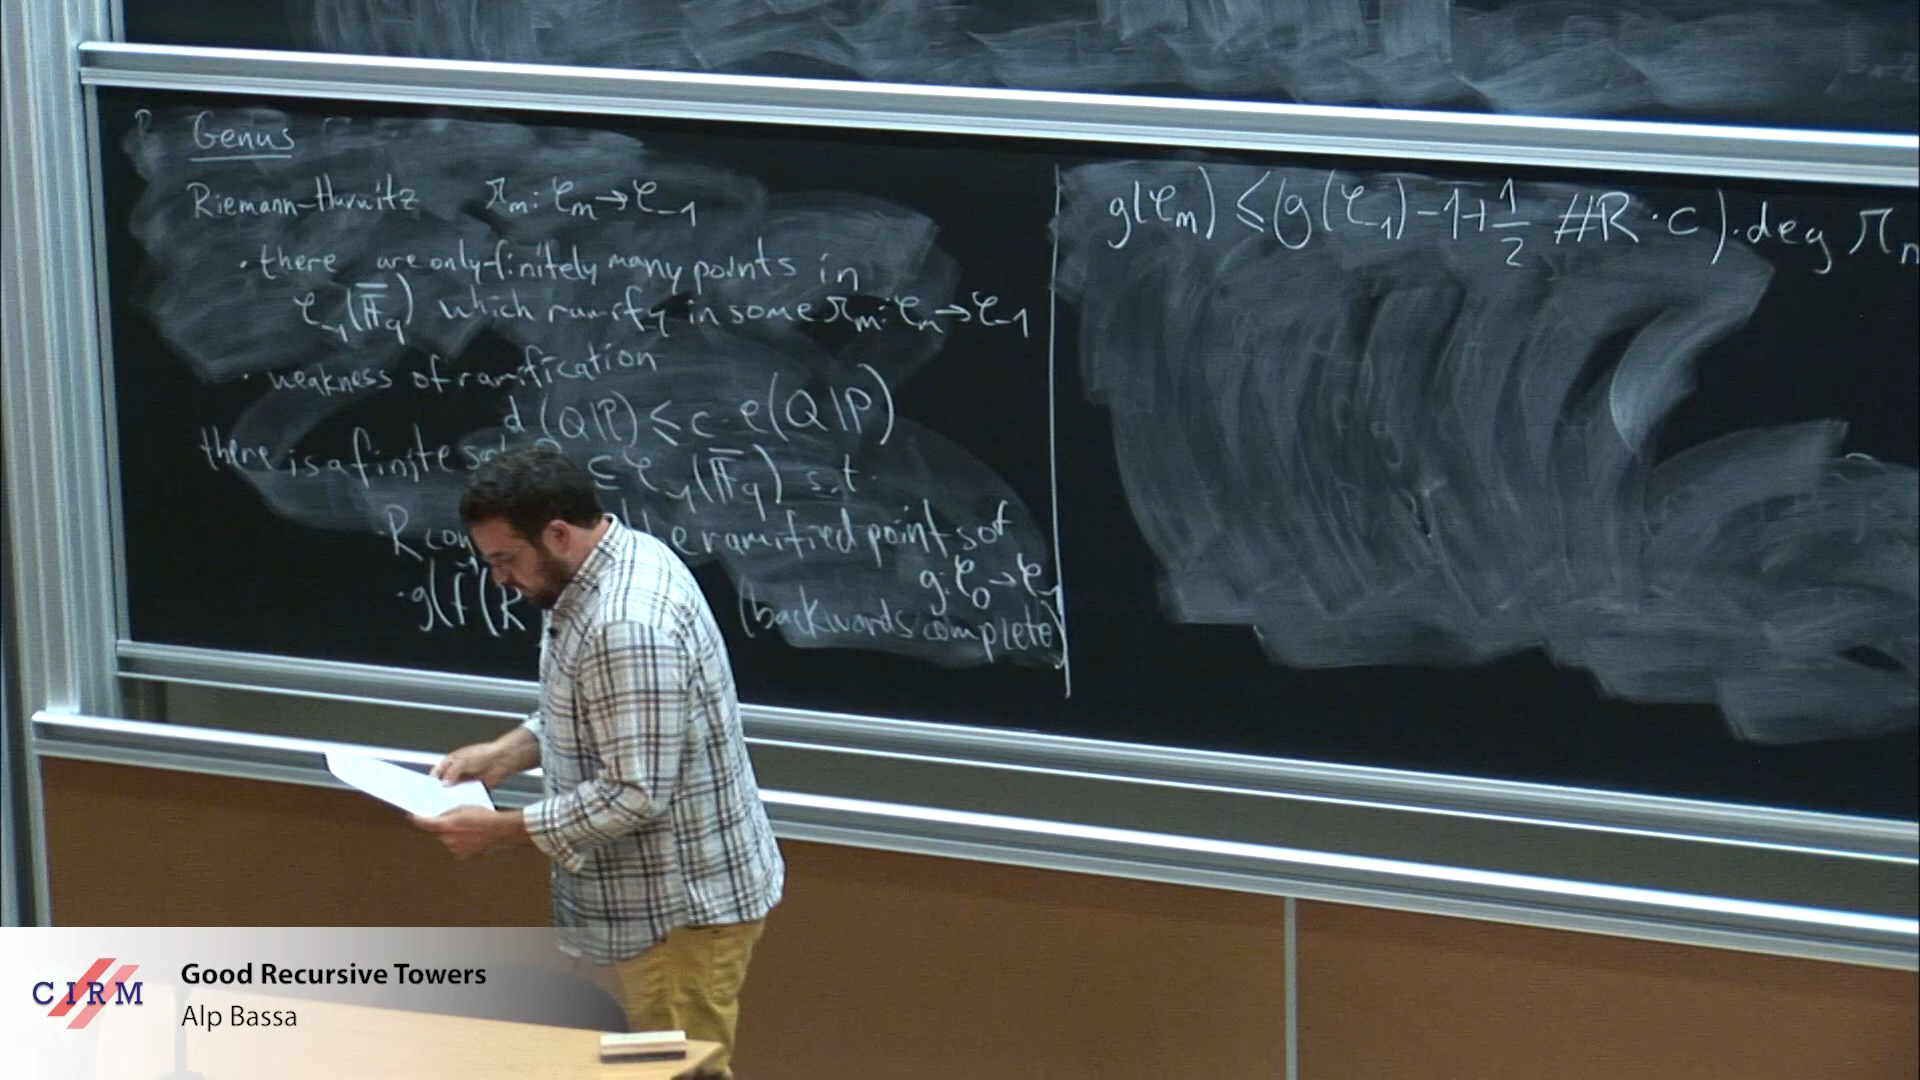 Genus
Riemann-Hurwitz π_m: 𝒞_m → 𝒞_-1
· there are only finitely many points in
𝒞_-1(F̄_q) which ramify in some π_m: 𝒞_m → 𝒞_-1
· weakness of ramification
d(Q|P) ≤ c · e(Q|P)
there is a finite ⊆ 𝒞_-1(F̄_q) s.t.
· R ramified points of
g: 𝒞_0 → 𝒞_-1
· g(f (R (backwards complete)
g(𝒞_m) ≤ (g(𝒞_-1) -1+ 1/2 #R · c) · deg π
CIRM
Good Recursive Towers
Alp Bassa